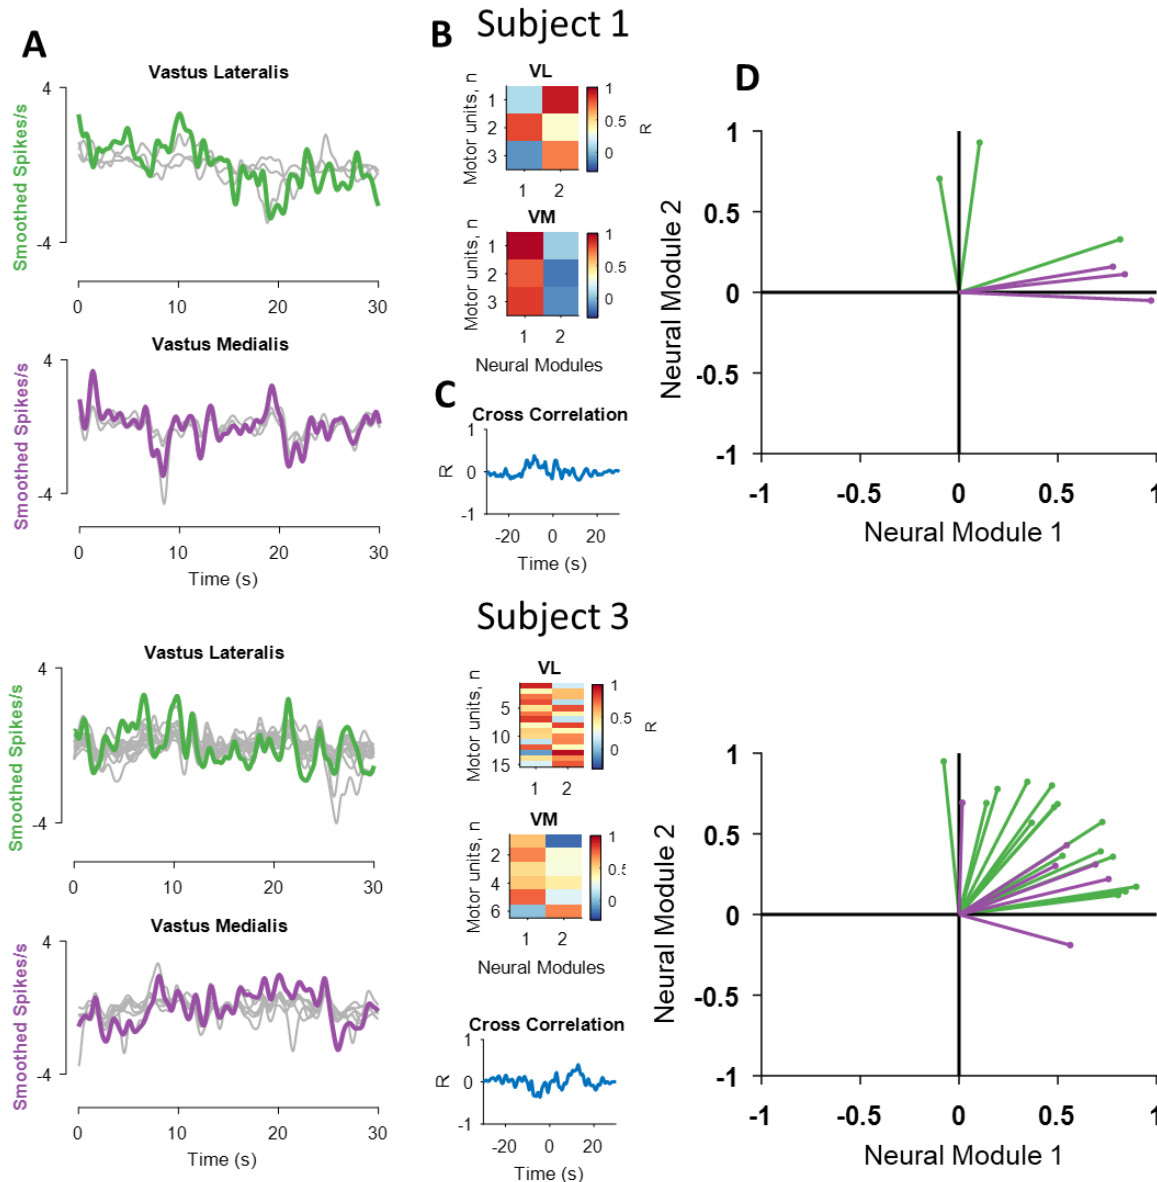 A
B
Subject 1
Vastus Lateralis
4
-4
Smoothed Spikes/s
0 10 20 30
Vastus Medialis
4
-4
Smoothed Spikes/s
0 10 20 30
Time (s)
VL
Motor units, n
1
2
3
1 2
1
0.5
0
R
VM
Motor units, n
1
2
3
1 2
1
0.5
0
Neural Modules
C
Cross Correlation
1
0
-1
R
-20 0 20
Time (s)
D
1
0.5
0
-0.5
-1
Neural Module 2
-1 -0.5 0 0.5 1
Neural Module 1
Subject 3
Vastus Lateralis
4
-4
Smoothed Spikes/s
0 10 20 30
Vastus Medialis
4
-4
Smoothed Spikes/s
0 10 20 30
Time (s)
VL
Motor units, n
5
10
15
1 2
1
0.5
0
R
VM
Motor units, n
2
4
6
1 2
1
0
Neural Modules
Cross Correlation
1
0
-1
R
-20 0 20
Time (s)
1
0.5
0
-0.5
-1
Neural Module 2
-1 -0.5 0 0.5 1
Neural Module 1